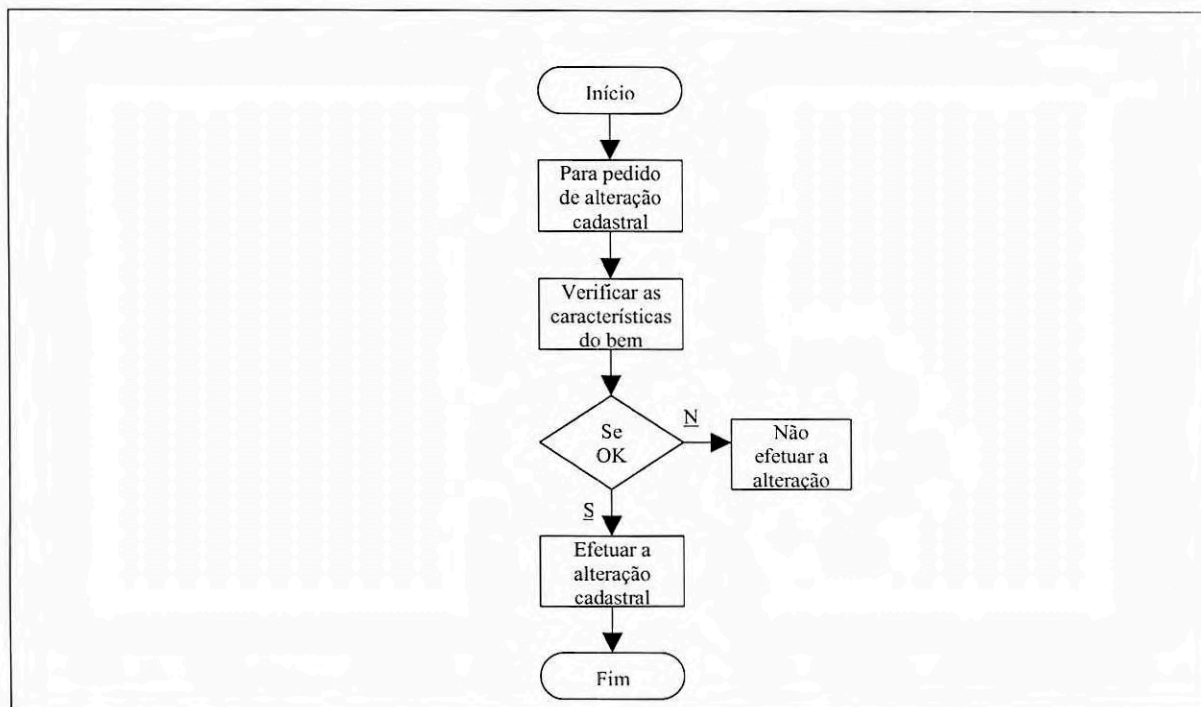 Início
Para pedido
de alteração
cadastral
Verificar as
características
do bem
Se
OK
N
Não
efetuar a
alteração
S
Efetuar a
alteração
cadastral
Fim